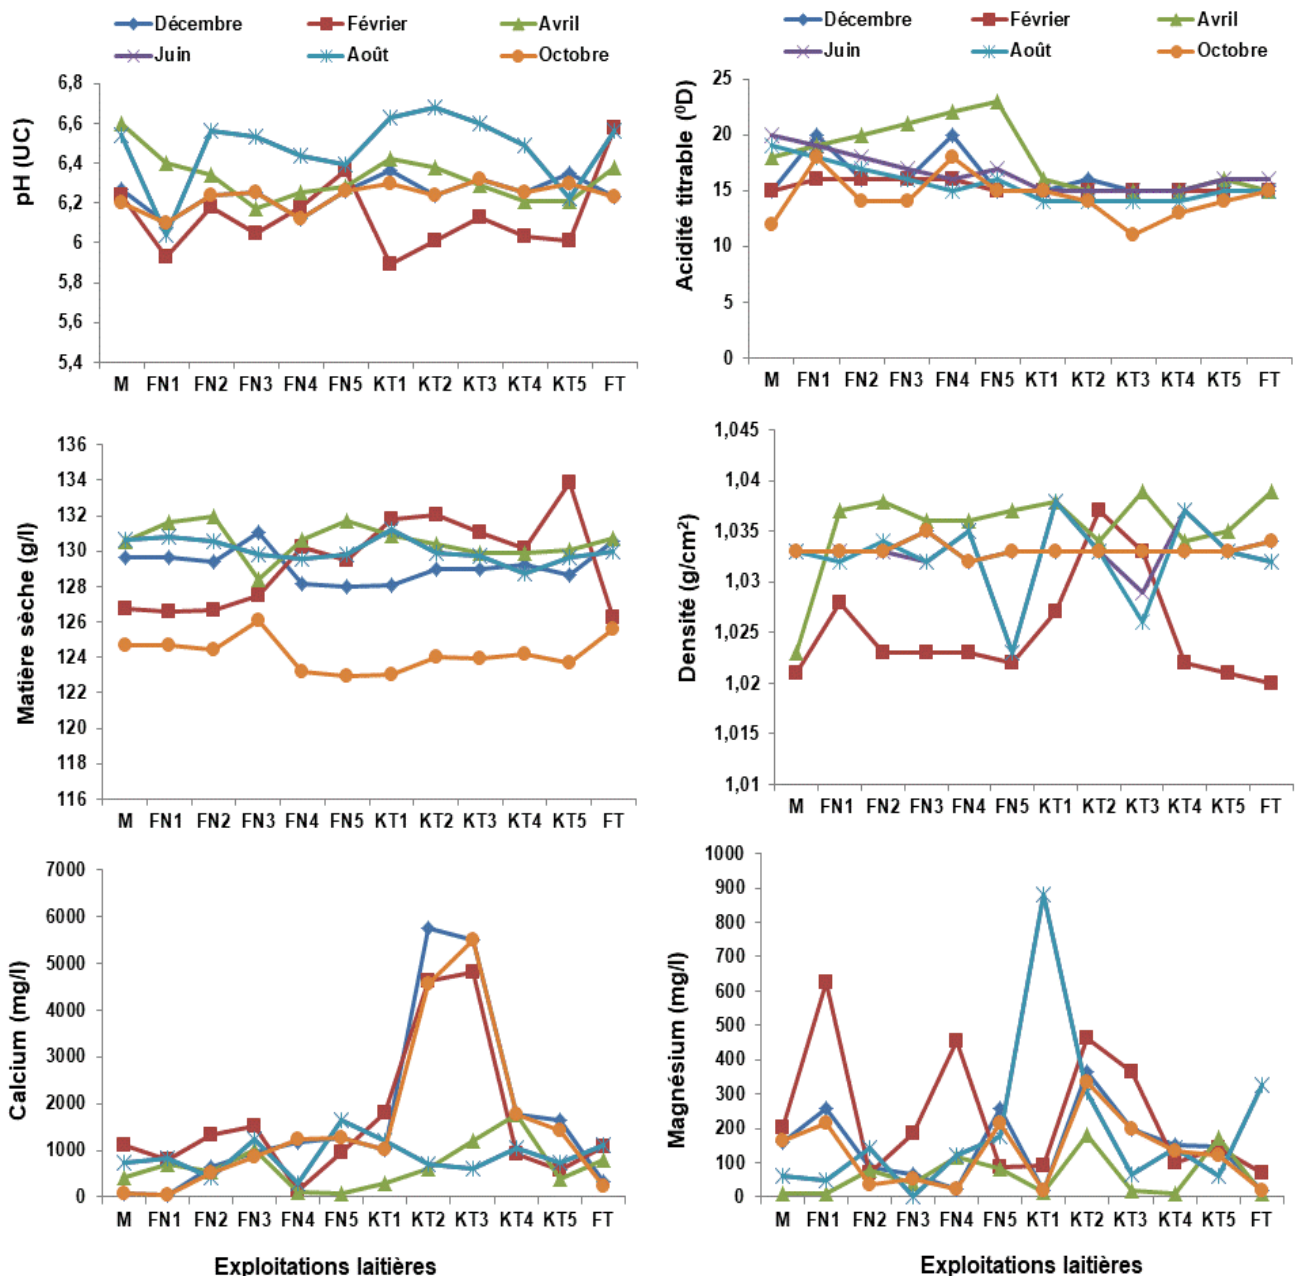 Décembre Février Avril
Juin Août Octobre
pH (UC)
6,8
6,6
6,4
6,2
6
5,8
5,6
5,4
M FN1 FN2 FN3 FN4 FN5 KT1 KT2 KT3 KT4 KT5 FT
Décembre Février Avril
Juin Août Octobre
Acidité titrable (⁰D)
25
20
15
10
5
0
M FN1 FN2 FN3 FN4 FN5 KT1 KT2 KT3 KT4 KT5 FT
Matière sèche (g/l)
136
134
132
130
128
126
124
122
120
118
116
M FN1 FN2 FN3 FN4 FN5 KT1 KT2 KT3 KT4 KT5 FT
Densité (g/cm²)
1,045
1,04
1,035
1,03
1,025
1,02
1,015
1,01
M FN1 FN2 FN3 FN4 FN5 KT1 KT2 KT3 KT4 KT5 FT
Calcium (mg/l)
7000
6000
5000
4000
3000
2000
1000
0
M FN1 FN2 FN3 FN4 FN5 KT1 KT2 KT3 KT4 KT5 FT
Exploitations laitières
Magnésium (mg/l)
1000
900
800
700
600
500
400
300
200
100
0
M FN1 FN2 FN3 FN4 FN5 KT1 KT2 KT3 KT4 KT5 FT
Exploitations laitières